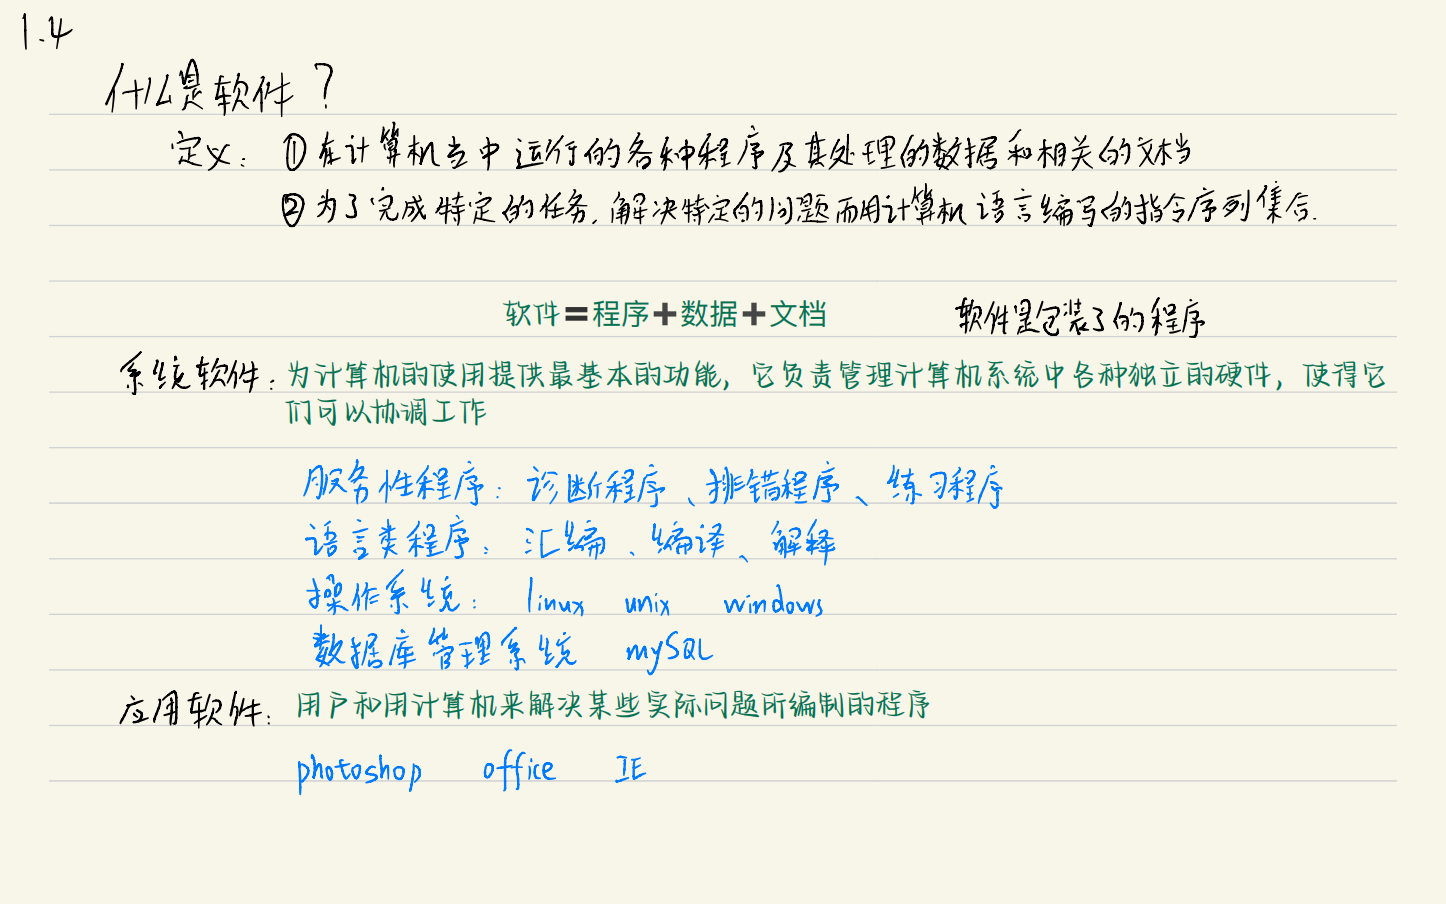 1.4
什么是软件?
定义: ①在计算机当中运行的各种程序及其处理的数据和相关的文档
②为了完成特定的任务,解决特定的问题而用计算机语言编写的指令序列集合.
软件=程序+数据+文档 软件是包装了的程序
系统软件: 为计算机的使用提供最基本的功能, 它负责管理计算机系统中各种独立的硬件, 使得它
们可以协调工作
服务性程序: 诊断程序、排错程序、练习程序
语言类程序: 汇编、编译、解释
操作系统: linux unix windows
数据库管理系统 mySQL
应用软件: 用户和用计算机来解决某些实际问题所编制的程序
photoshop office IE